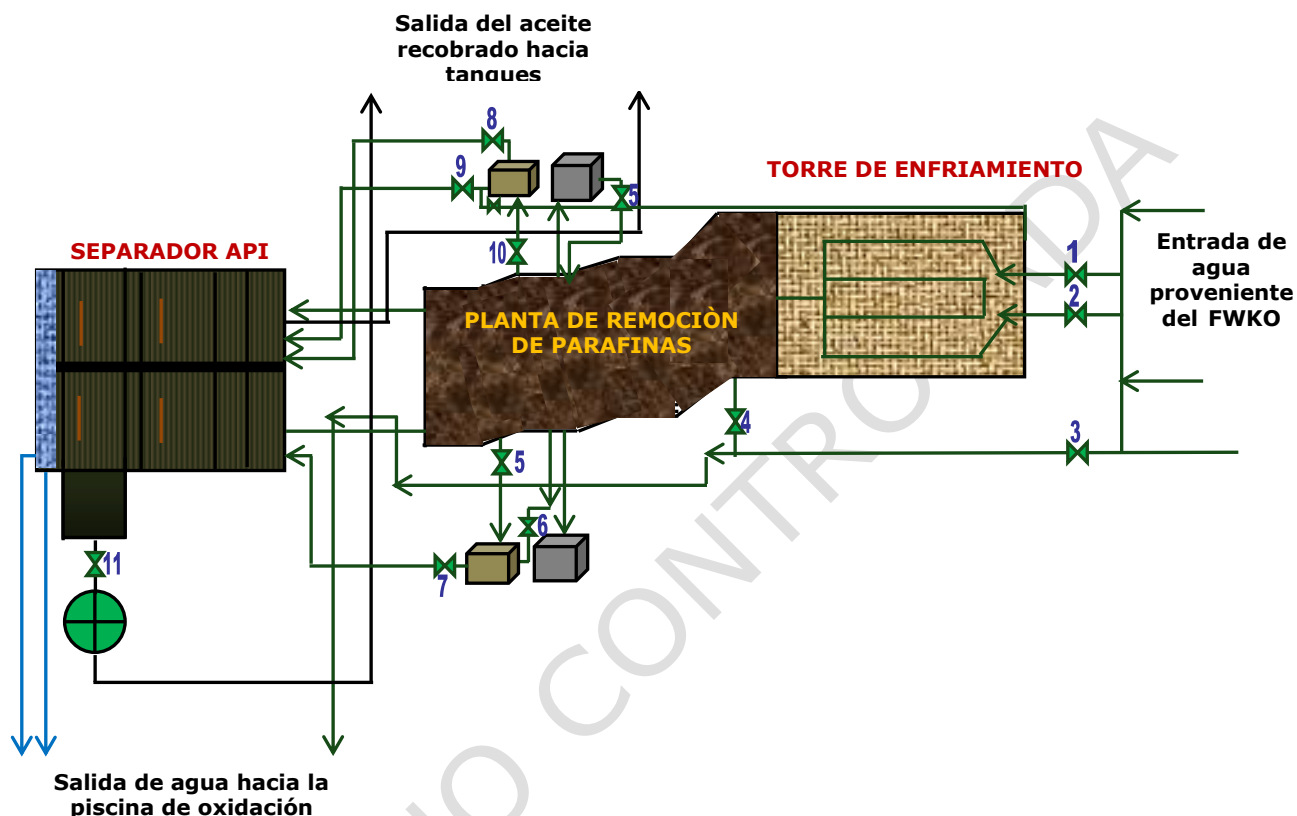 Salida del aceite
recobrado hacia
tanques
8
9
5
TORRE DE ENFRIAMIENTO
SEPARADOR API
10
1
Entrada de
agua
proveniente
del FWKO
2
PLANTA DE REMOCIÒN
DE PARAFINAS
4
3
5
6
7
11
Salida de agua hacia la
piscina de oxidación
NO CONTROLADA